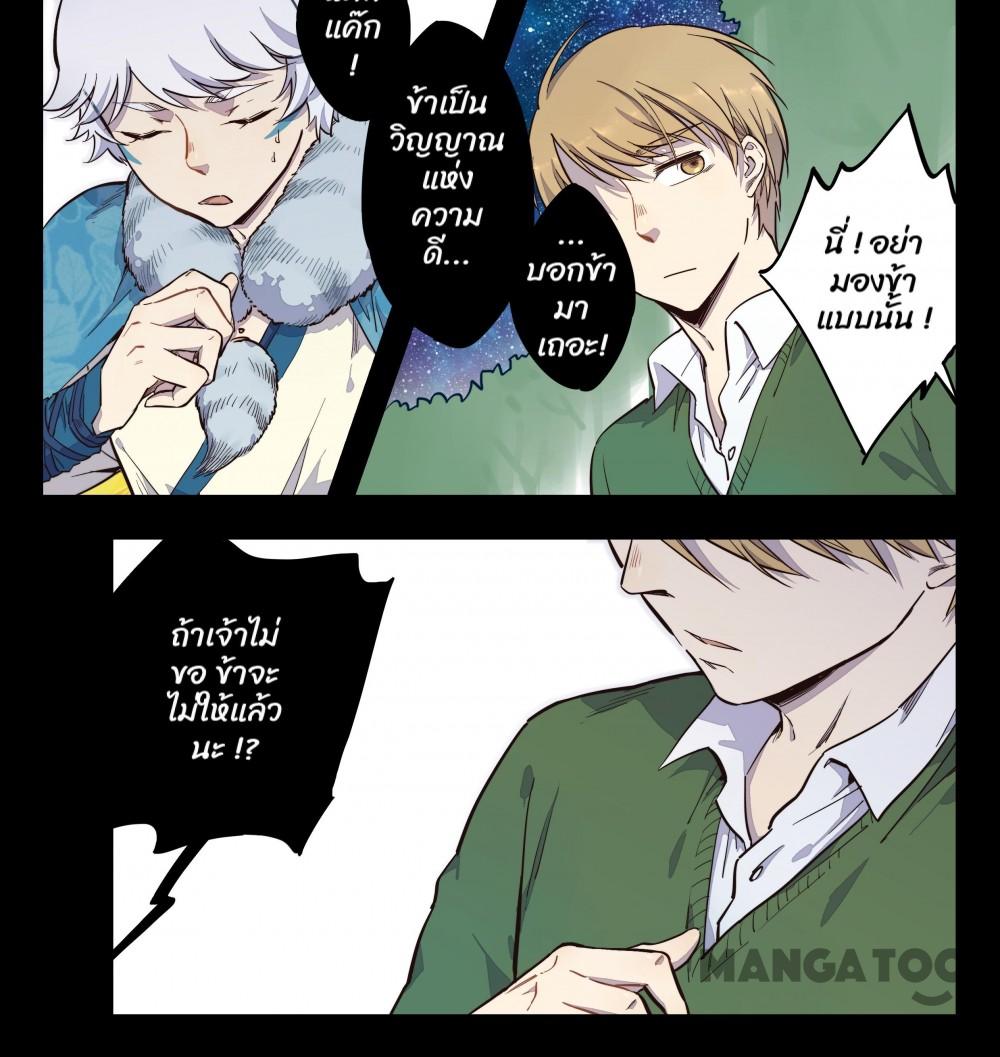 แค๊ก
!
ข้าเป็น
วิญญาณ
แห่ง
ความ
ดี...
...
บอกข้า
มา
เถอะ!
นี่ ! อย่า
มองข้า
แบบนั้น !
ถ้าเจ้าไม่
ขอ ข้าจะ
ไม่ให้แล้ว
นะ !?
MANGA TOO